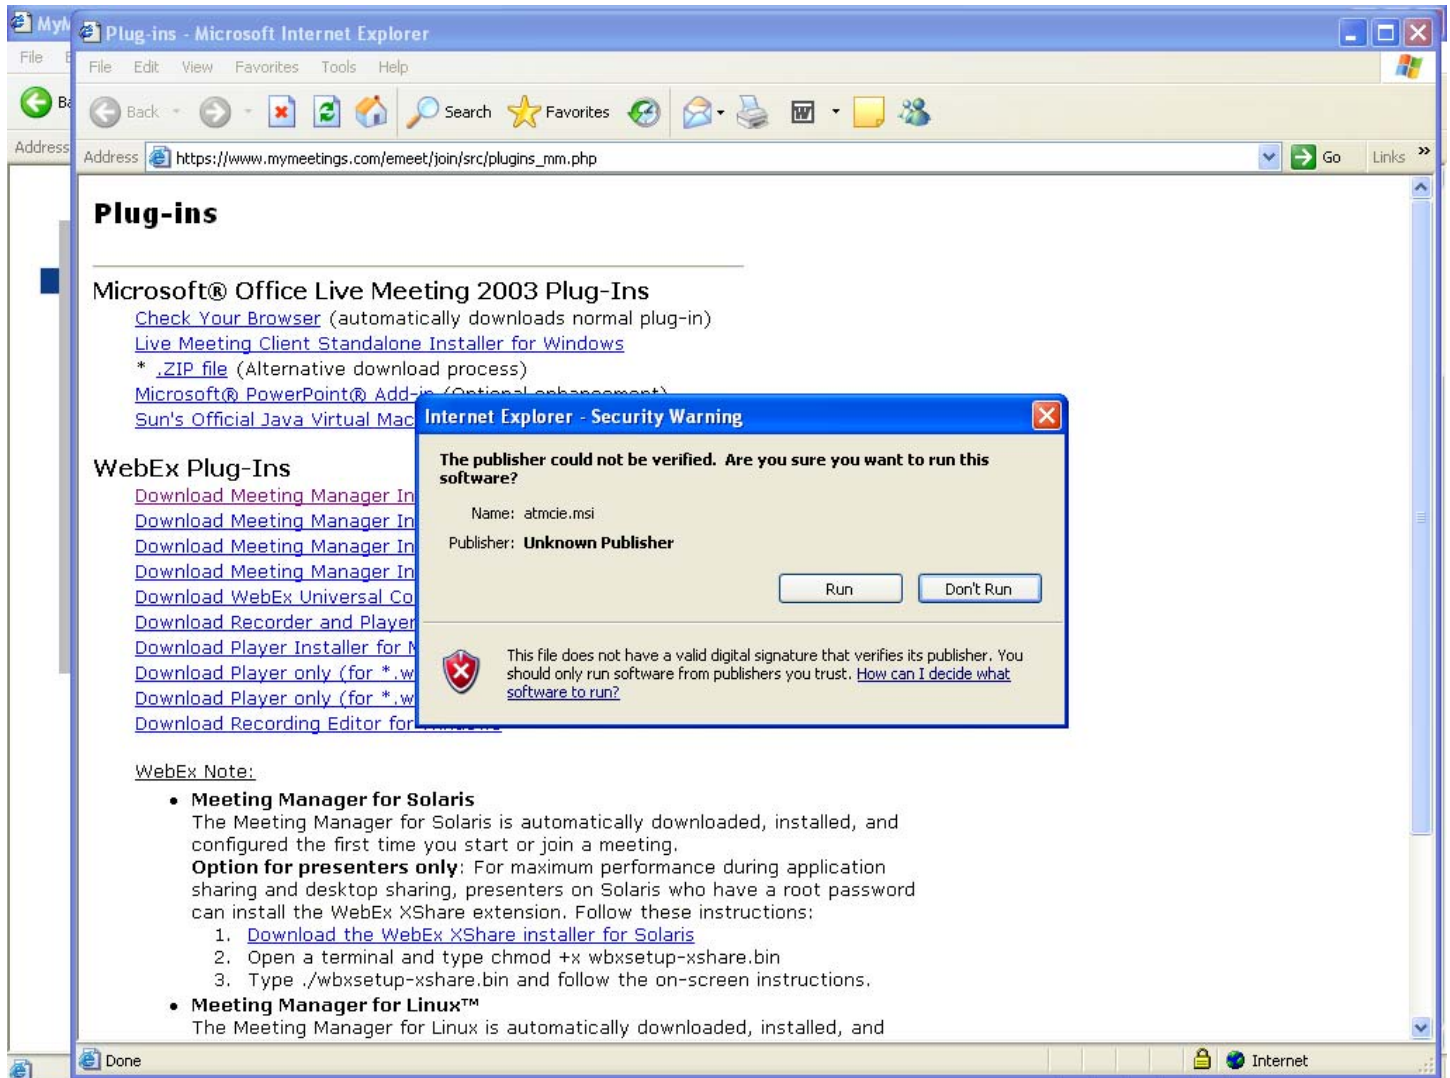 MyM
Plug-ins - Microsoft Internet Explorer
File
File Edit View Favorites Tools Help
Back Search Favorites
Address
Address https://www.mymeetings.com/emeet/join/src/plugins_mm.php Go Links »
Plug-ins
Microsoft® Office Live Meeting 2003 Plug-Ins
Check Your Browser (automatically downloads normal plug-in)
Live Meeting Client Standalone Installer for Windows
* .ZIP file (Alternative download process)
Microsoft® PowerPoint® Add-in (Optional enhancement)
Sun's Official Java Virtual Mac
WebEx Plug-Ins
Download Meeting Manager In
Download Meeting Manager In
Download Meeting Manager In
Download Meeting Manager In
Download WebEx Universal Co
Download Recorder and Player
Download Player Installer for M
Download Player only (for *.w
Download Player only (for *.w
Download Recording Editor for Windows
Internet Explorer - Security Warning
The publisher could not be verified. Are you sure you want to run this
software?
Name: atmcie.msi
Publisher: Unknown Publisher
Run Don't Run
This file does not have a valid digital signature that verifies its publisher. You
should only run software from publishers you trust. How can I decide what
software to run?
WebEx Note:
• Meeting Manager for Solaris
The Meeting Manager for Solaris is automatically downloaded, installed, and
configured the first time you start or join a meeting.
Option for presenters only: For maximum performance during application
sharing and desktop sharing, presenters on Solaris who have a root password
can install the WebEx XShare extension. Follow these instructions:
1. Download the WebEx XShare installer for Solaris
2. Open a terminal and type chmod +x wbxsetup-xshare.bin
3. Type ./wbxsetup-xshare.bin and follow the on-screen instructions.
• Meeting Manager for Linux™
The Meeting Manager for Linux is automatically downloaded, installed, and
Done Internet